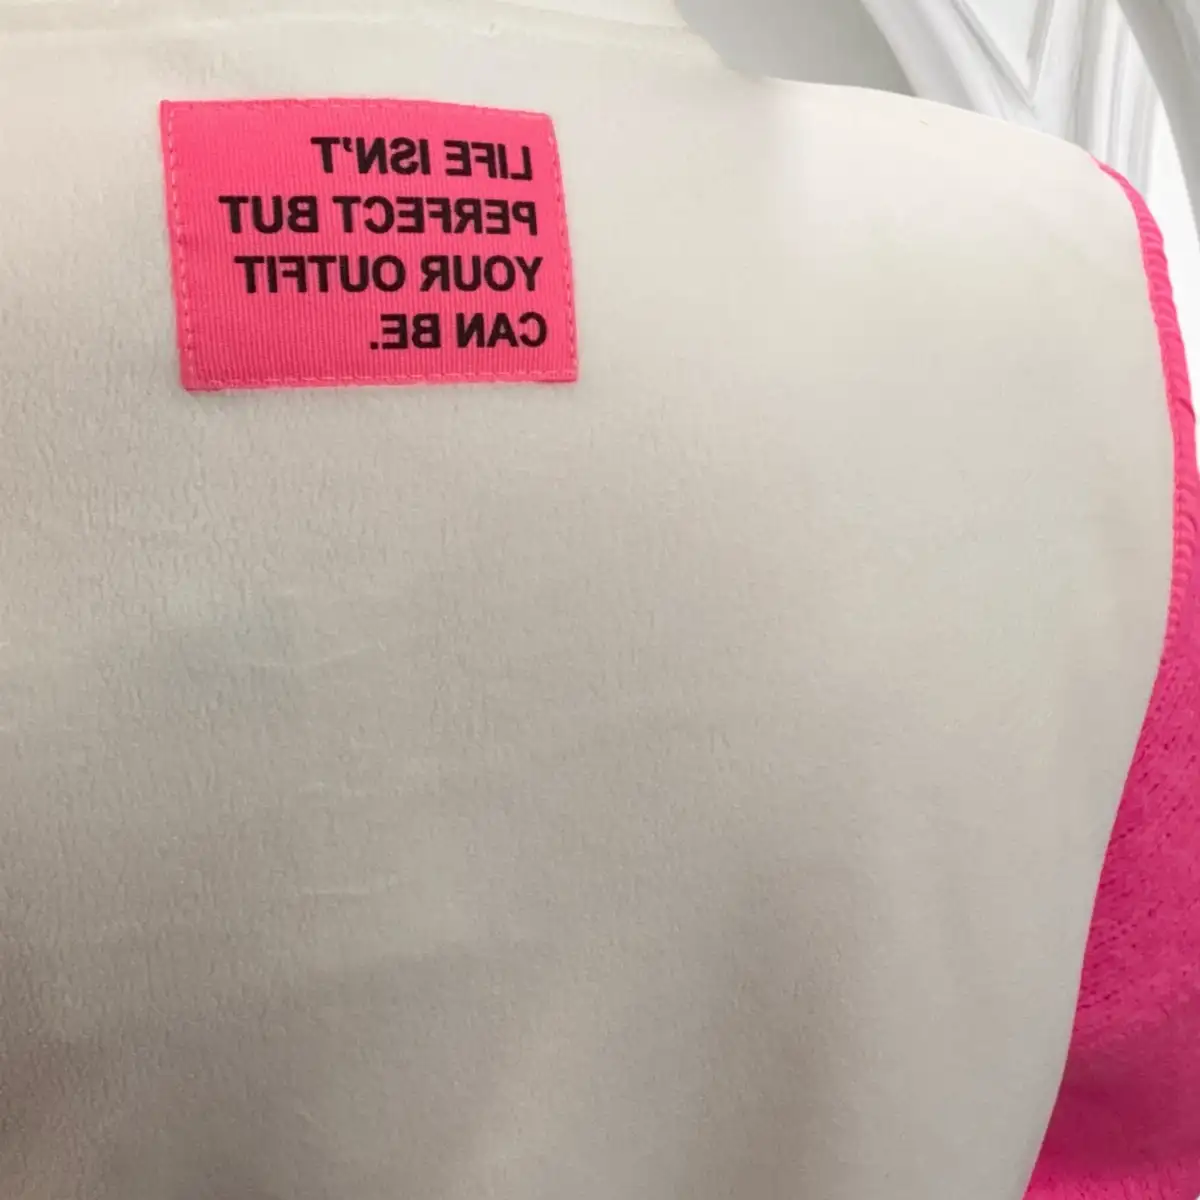 LIFE ISN'T
PERFECT BUT
YOUR OUTFIT
CAN BE.